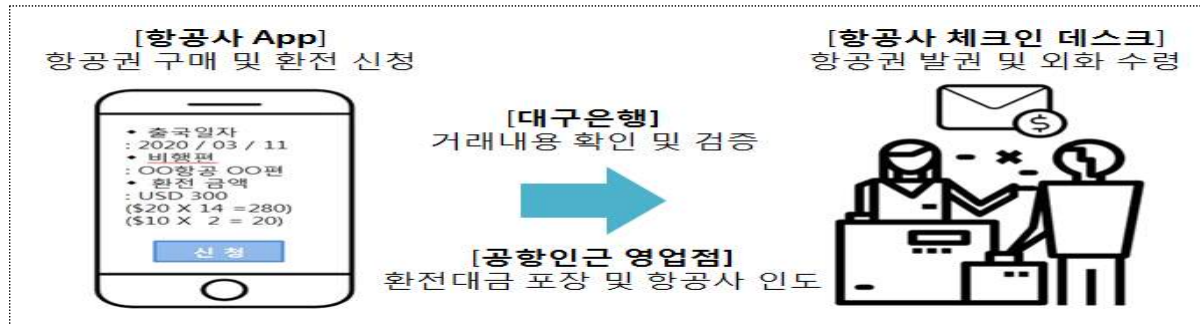 [항공사 App]
항공권 구매 및 환전 신청
• 출국일자
: 2020 / 03 / 11
• 비행편
: OO항공 OO편
• 환전 금액
: USD 300
($20 X 14 =280)
($10 X 2 = 20)
신 청
[대구은행]
거래내용 확인 및 검증
[공항인근 영업점]
환전대금 포장 및 항공사 인도
[항공사 체크인 데스크]
항공권 발권 및 외화 수령
$